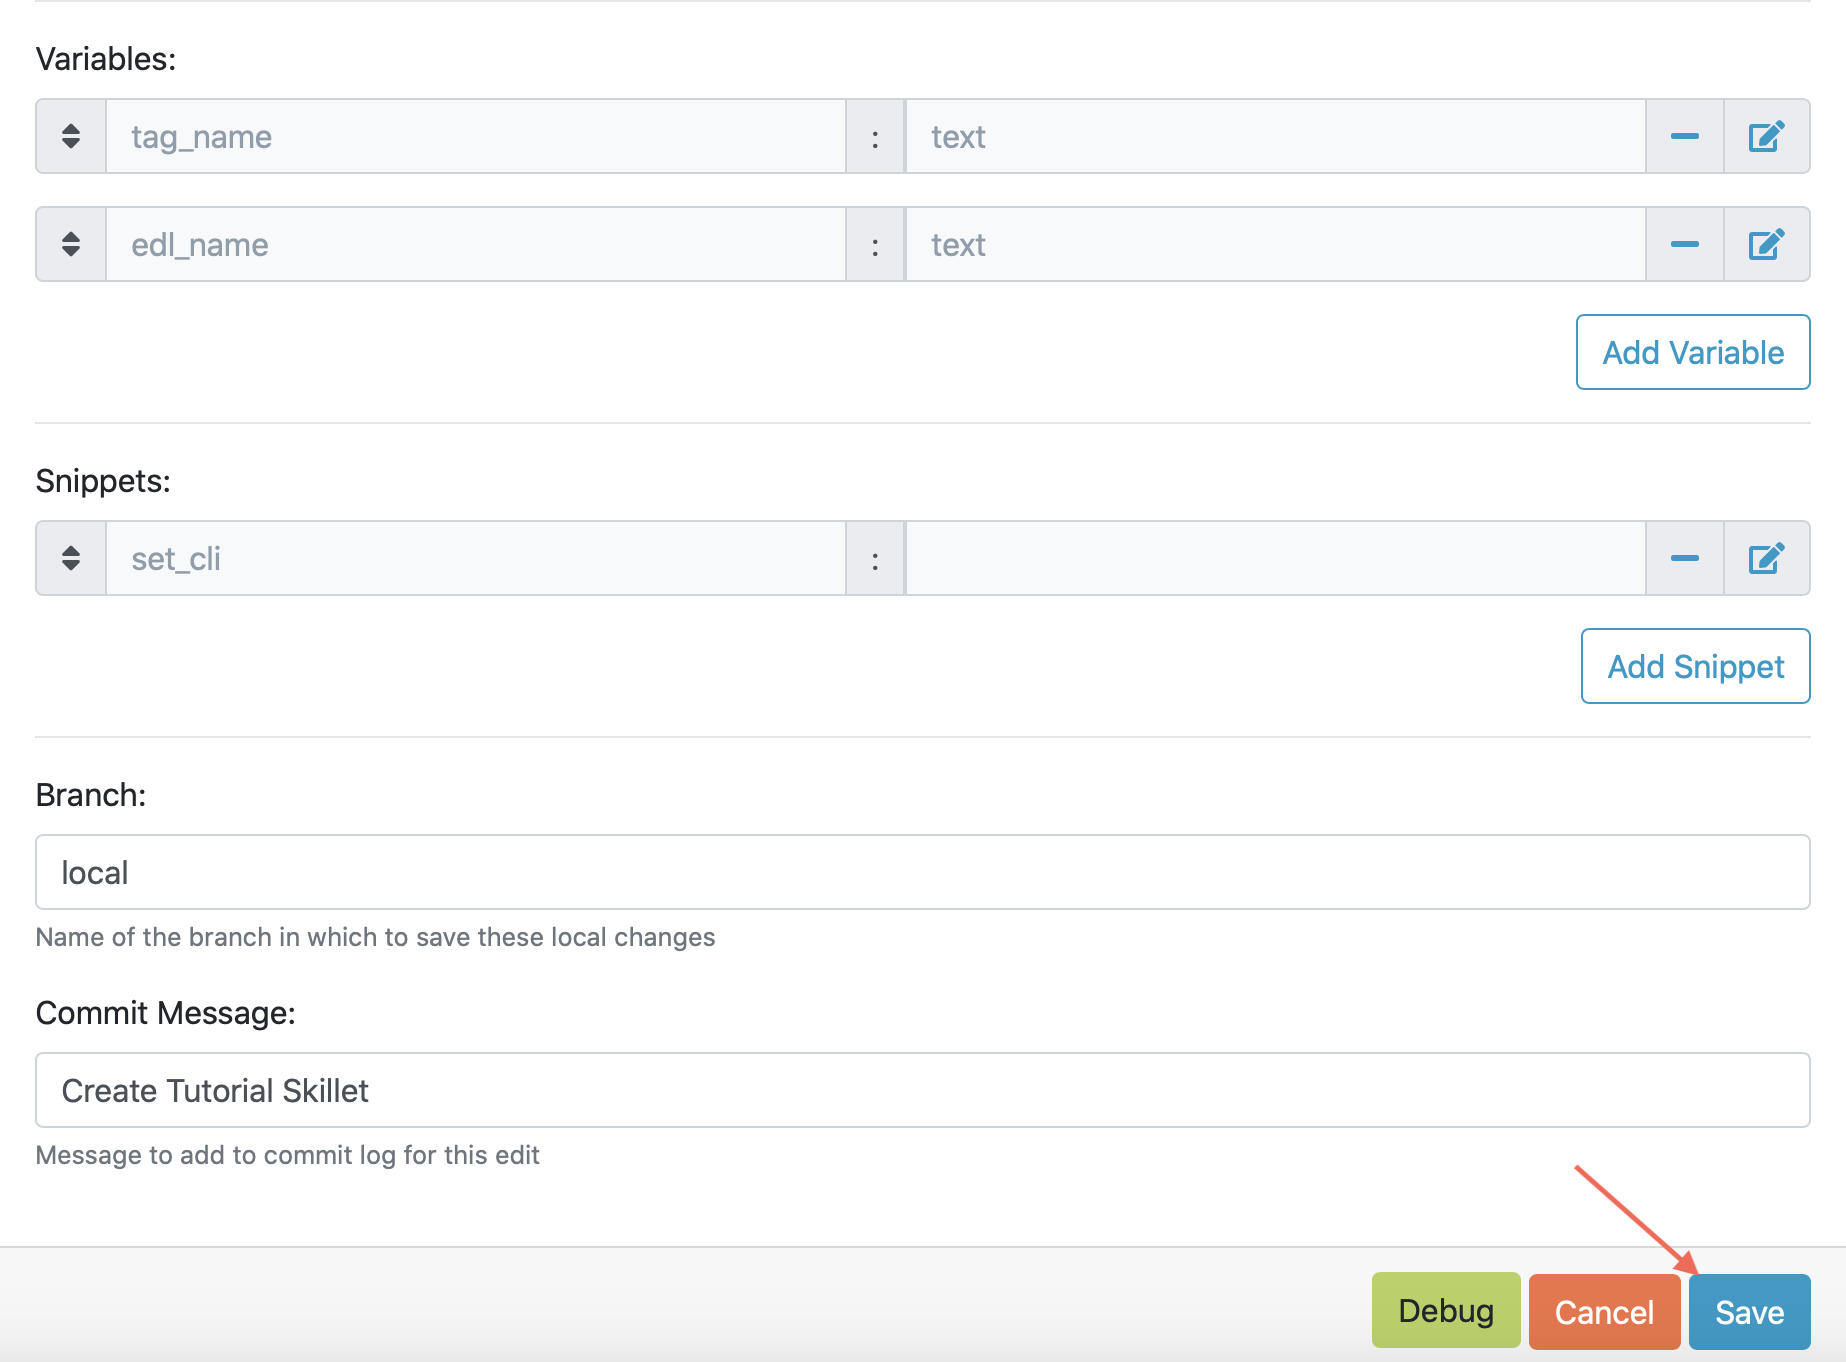 Variables:
tag_name : text
edl_name : text
Add Variable
Snippets:
set_cli :
Add Snippet
Branch:
local
Name of the branch in which to save these local changes
Commit Message:
Create Tutorial Skillet
Message to add to commit log for this edit
Debug Cancel Save